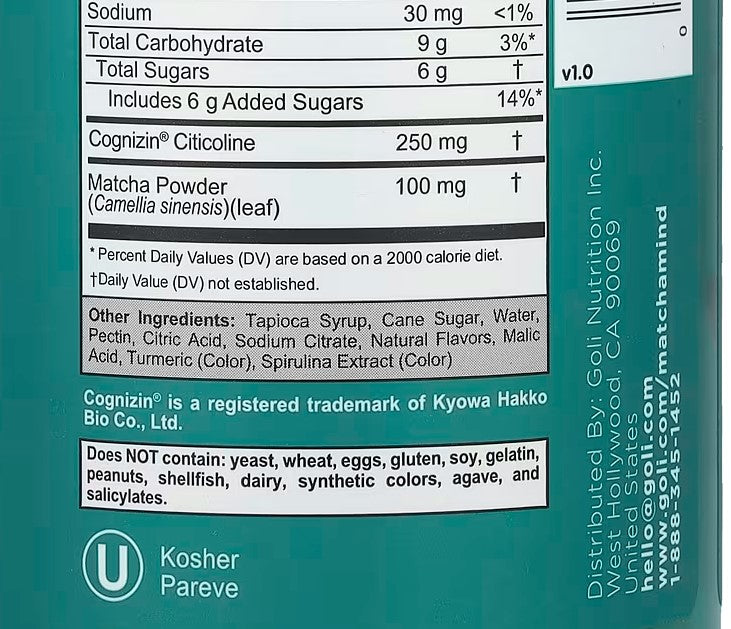 Sodium 30 mg <1%
Total Carbohydrate 9 g 3%*
Total Sugars 6 g †
Includes 6 g Added Sugars 14%*
Cognizin® Citicoline 250 mg †
Matcha Powder 100 mg †
(Camellia sinensis)(leaf)
* Percent Daily Values (DV) are based on a 2000 calorie diet.
†Daily Value (DV) not established.
Other Ingredients: Tapioca Syrup, Cane Sugar, Water,
Pectin, Citric Acid, Sodium Citrate, Natural Flavors, Malic
Acid, Turmeric (Color), Spirulina Extract (Color)
Cognizin® is a registered trademark of Kyowa Hakko
Bio Co., Ltd.
Does NOT contain: yeast, wheat, eggs, gluten, soy, gelatin,
peanuts, shellfish, dairy, synthetic colors, agave, and
salicylates.
U Kosher
Pareve
0
v1.0
Distributed By: Goli Nutrition Inc.
West Hollywood, CA 90069
United States
hello@goli.com
www.goli.com/matchamind
1-888-345-1452